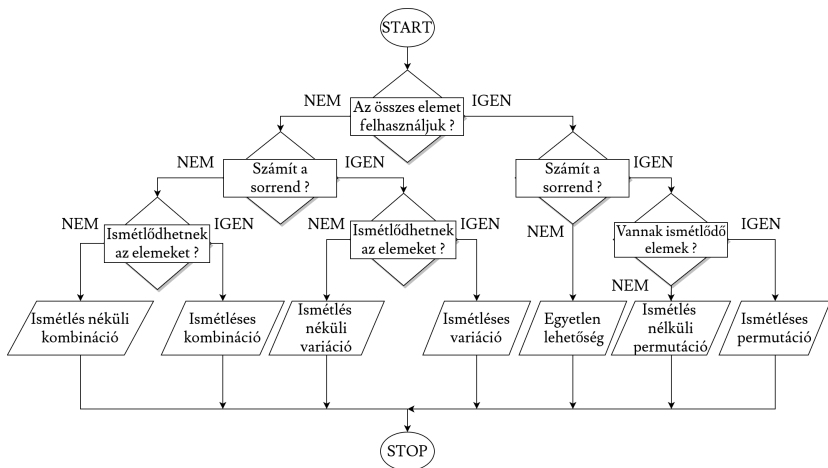 START
NEM
IGEN
Az összes elemet
felhasználjuk ?
NEM
IGEN
Számít a
sorrend ?
Számít a
sorrend ?
IGEN
NEM
IGEN
Ismétlődhetnek
az elemeket ?
NEM
IGEN
Ismétlődhetnek
az elemeket ?
NEM
Vannak ismétlődő
elemek ?
IGEN
NEM
Ismétlés néküli
kombináció
Ismétléses
kombináció
Ismétlés
néküli
variáció
Ismétléses
variáció
Egyetlen
lehetőség
Ismétlés
nélküli
permutáció
Ismétléses
permutáció
STOP